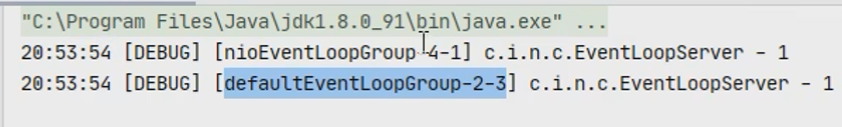 "C:\Program Files\Java\jdk1.8.0_91\bin\java.exe" ...
20:53:54 [DEBUG] [nioEventLoopGroup-4-1] c.i.n.c.EventLoopServer - 1
20:53:54 [DEBUG] [defaultEventLoopGroup-2-3] c.i.n.c.EventLoopServer - 1